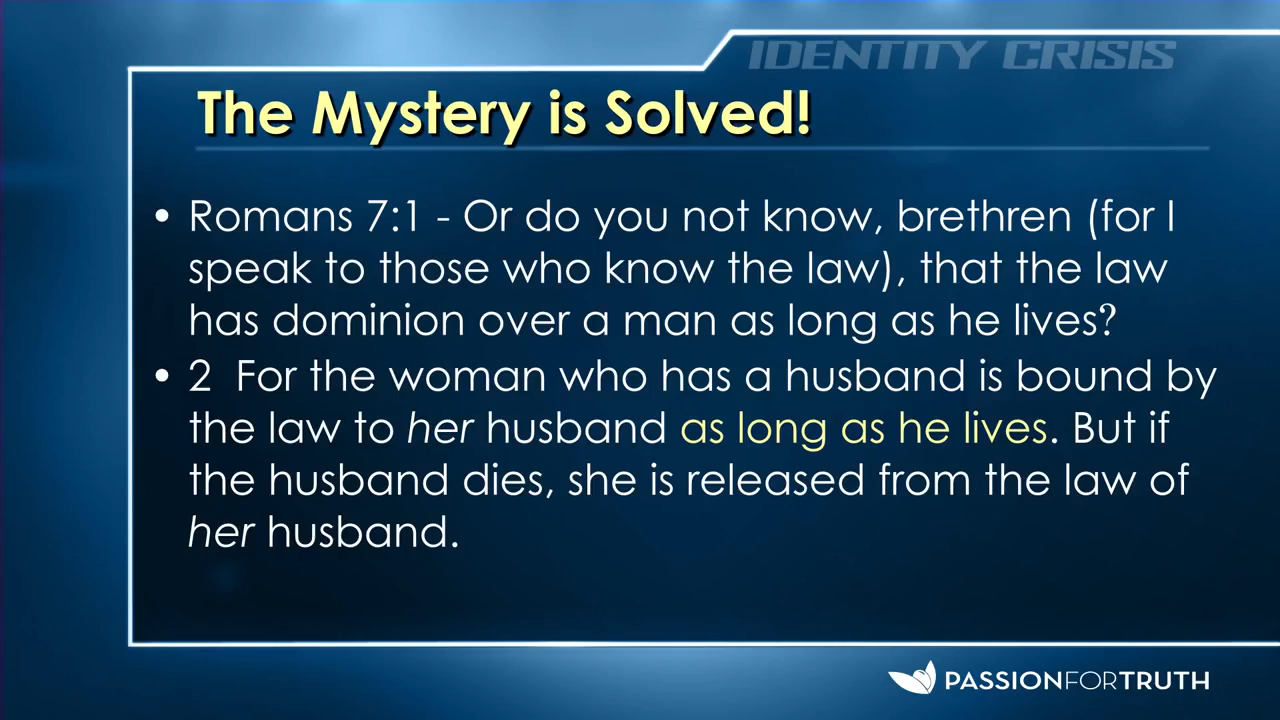 IDENTITY CRISIS
The Mystery is Solved!
• Romans 7:1 - Or do you not know, brethren (for I
speak to those who know the law), that the law
has dominion over a man as long as he lives?
• 2  For the woman who has a husband is bound by
the law to her husband as long as he lives. But if
the husband dies, she is released from the law of
her husband.
PASSIONFORTRUTH